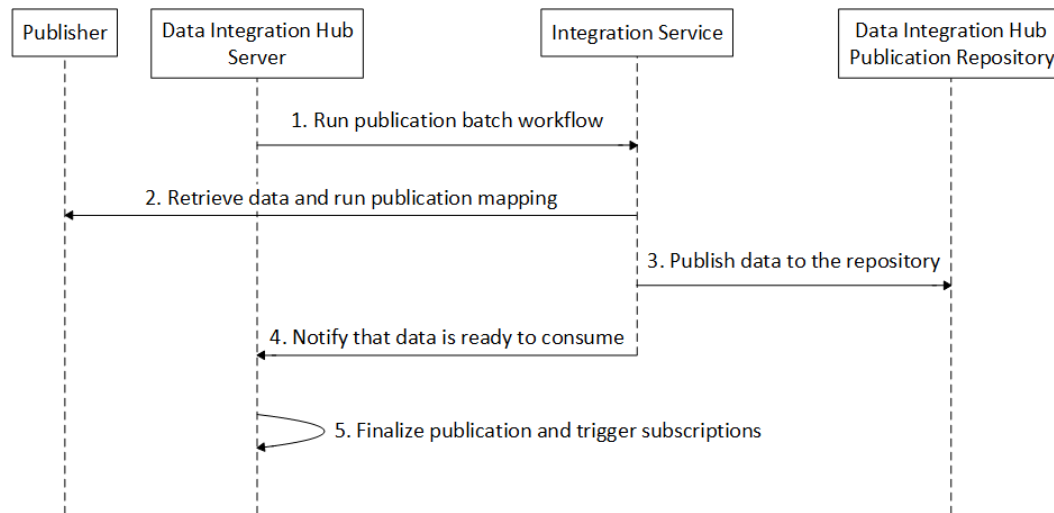 Publisher
Data Integration Hub
Server
Integration Service
Data Integration Hub
Publication Repository
1. Run publication batch workflow
2. Retrieve data and run publication mapping
3. Publish data to the repository
4. Notify that data is ready to consume
5. Finalize publication and trigger subscriptions